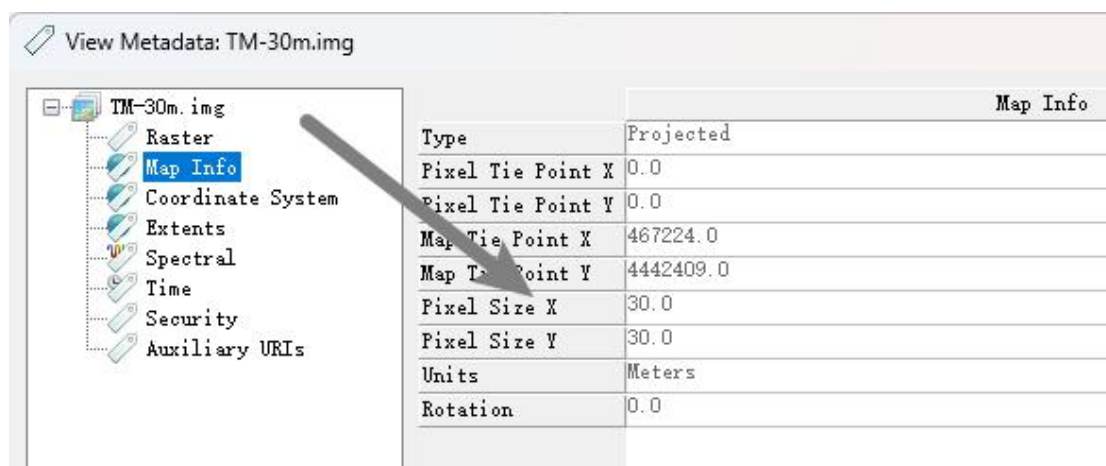 View Metadata: TM-30m.img
TM-30m.img
Raster
Map Info
Coordinate System
Extents
Spectral
Time
Security
Auxiliary URIs
Map Info
Type Projected
Pixel Tie Point X 0.0
Pixel Tie Point Y 0.0
Map Tie Point X 467224.0
Map Tie Point Y 4442409.0
Pixel Size X 30.0
Pixel Size Y 30.0
Units Meters
Rotation 0.0